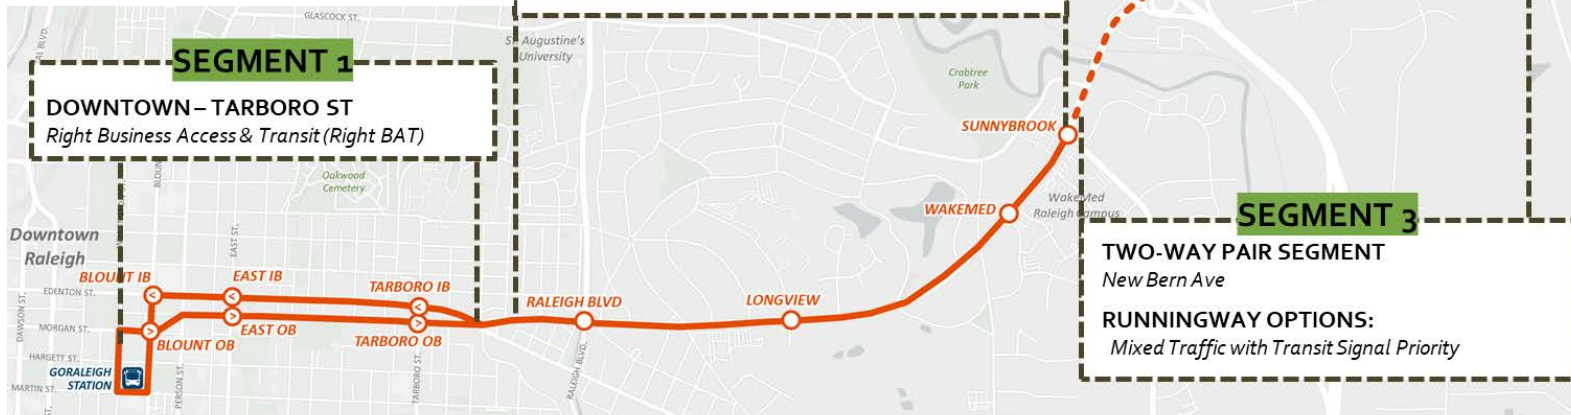 GLASCOCK ST.
SEGMENT 1
DOWNTOWN – TARBORO ST
Right Business Access & Transit (Right BAT)
St. Augustine's
University
Crabtree
Park
SUNNYBROOK
Oakwood
Cemetery
WAKEMED
WakeMed
Raleigh Campus
SEGMENT 3
TWO-WAY PAIR SEGMENT
New Bern Ave
RUNNINGWAY OPTIONS:
Mixed Traffic with Transit Signal Priority
Downtown
Raleigh
EAST ST.
BLOUNT IB
EAST IB
TARBORO IB
RALEIGH BLVD
LONGVIEW
EDENTON ST.
MORGAN ST.
BLOUNT OB
EAST OB
TARBORO OB
DAWSON ST.
HARGETT ST.
GORALEIGH
STATION
MARTIN ST.
PERSON ST.
TARBORO ST.
RALEIGH BLVD.